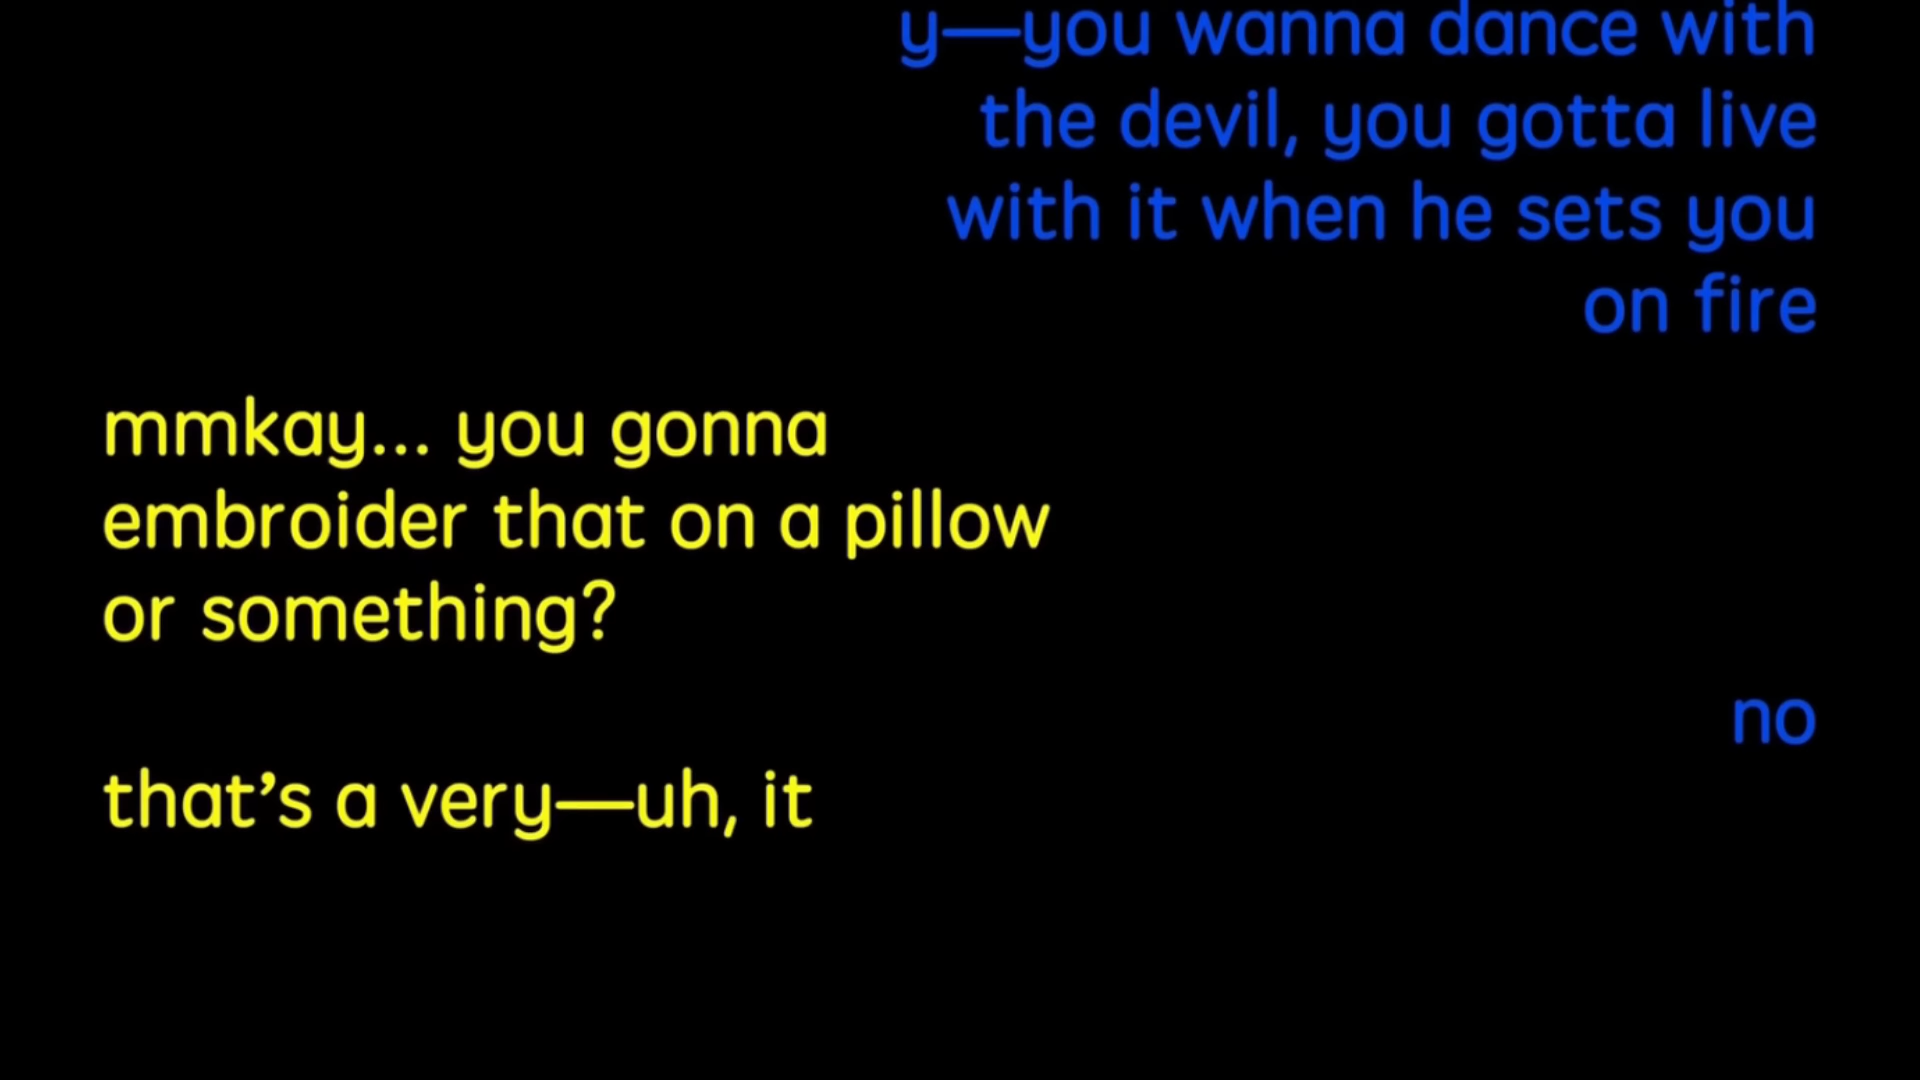 y—you wanna dance with
the devil, you gotta live
with it when he sets you
on fire
mmkay... you gonna
embroider that on a pillow
or something?
no
that’s a very—uh, it